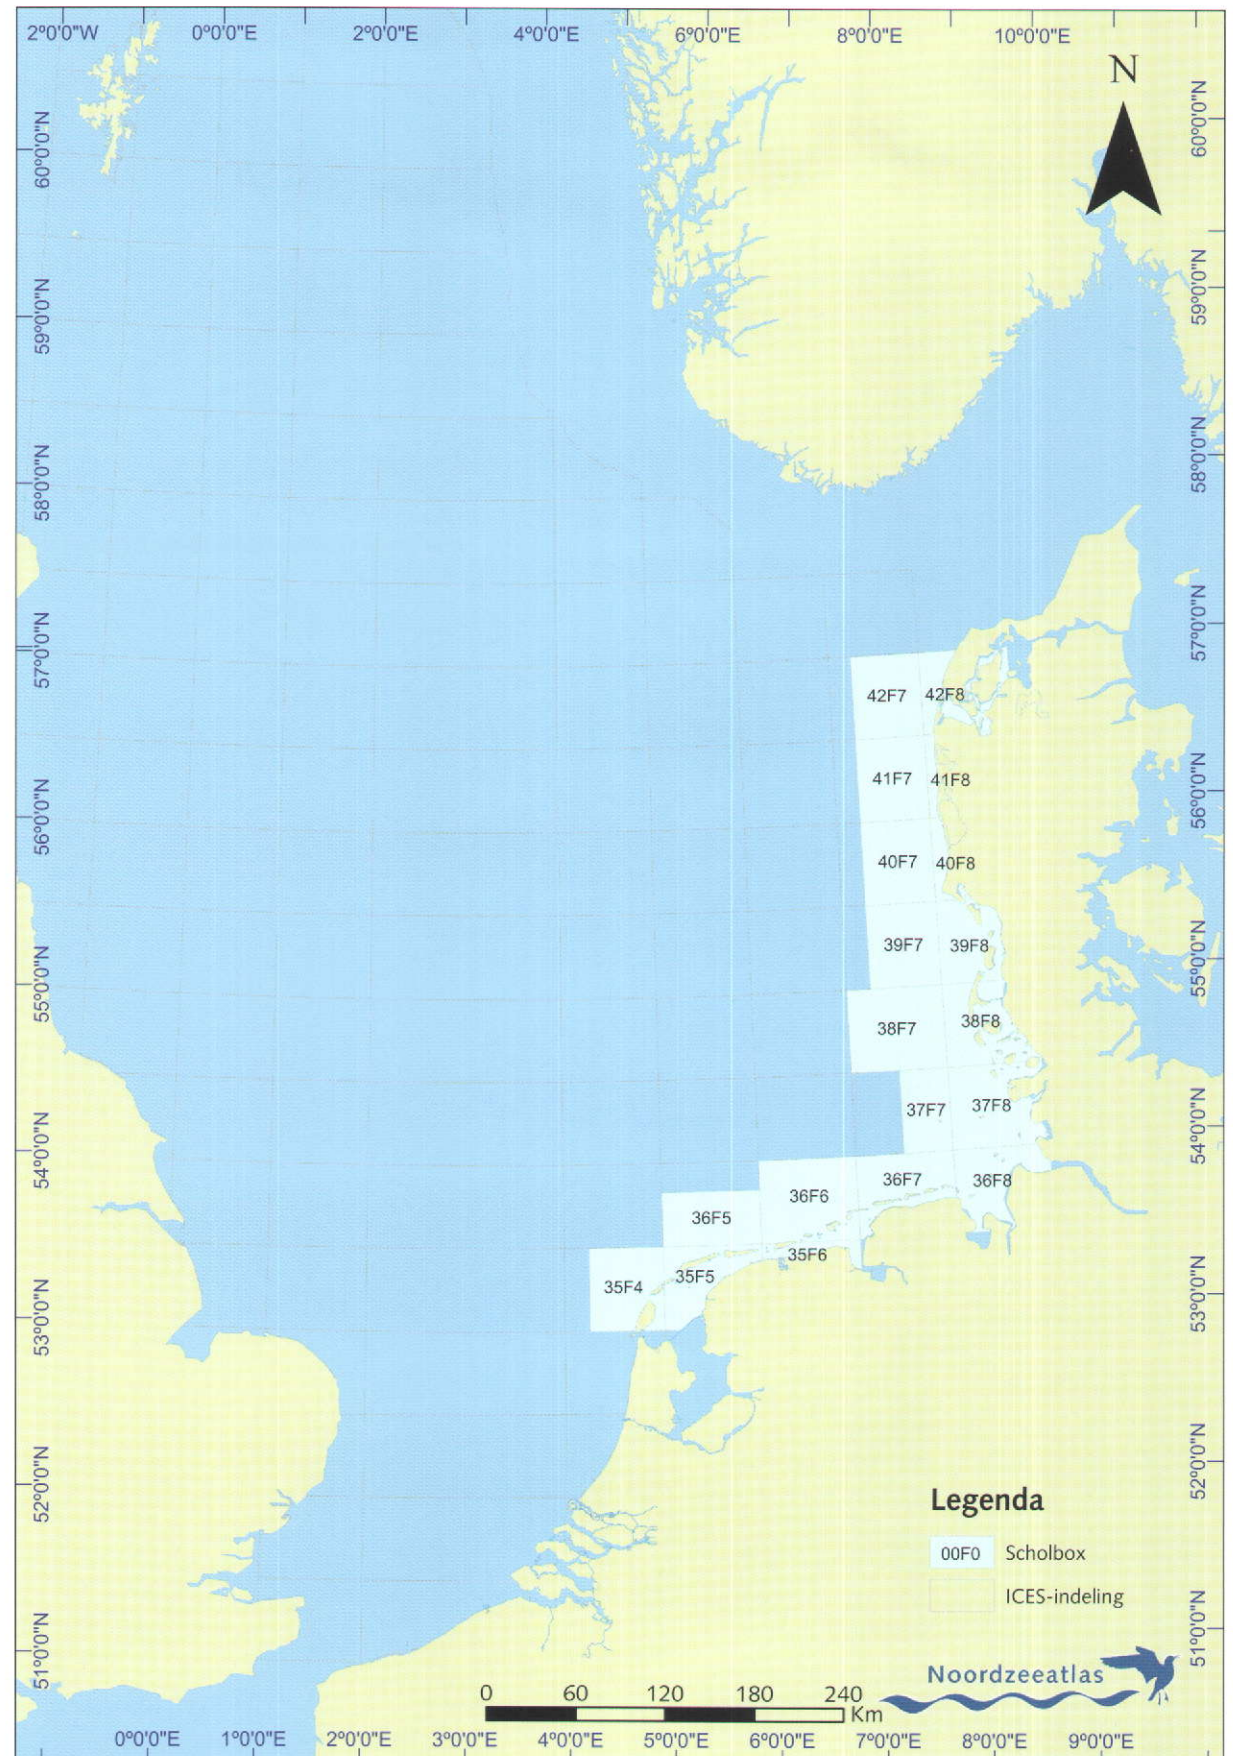 2°0'0"W 0°0'0"E 2°0'0"E 4°0'0"E 6°0'0"E 8°0'0"E 10°0'0"E
N
60°0'0"N 60°0'0"N
59°0'0"N 59°0'0"N
58°0'0"N 58°0'0"N
57°0'0"N 57°0'0"N
42F7 42F8
41F7 41F8
56°0'0"N 56°0'0"N
40F7 40F8
39F7 39F8
55°0'0"N 55°0'0"N
38F7 38F8
37F7 37F8
54°0'0"N 54°0'0"N
36F7 36F8
36F6
36F5
35F6
35F5
35F4
53°0'0"N 53°0'0"N
52°0'0"N 52°0'0"N
Legenda
00F0 Scholbox
ICES-indeling
51°0'0"N 51°0'0"N
Noordzeeatlas
0 60 120 180 240
Km
0°0'0"E 1°0'0"E 2°0'0"E 3°0'0"E 4°0'0"E 5°0'0"E 6°0'0"E 7°0'0"E 8°0'0"E 9°0'0"E